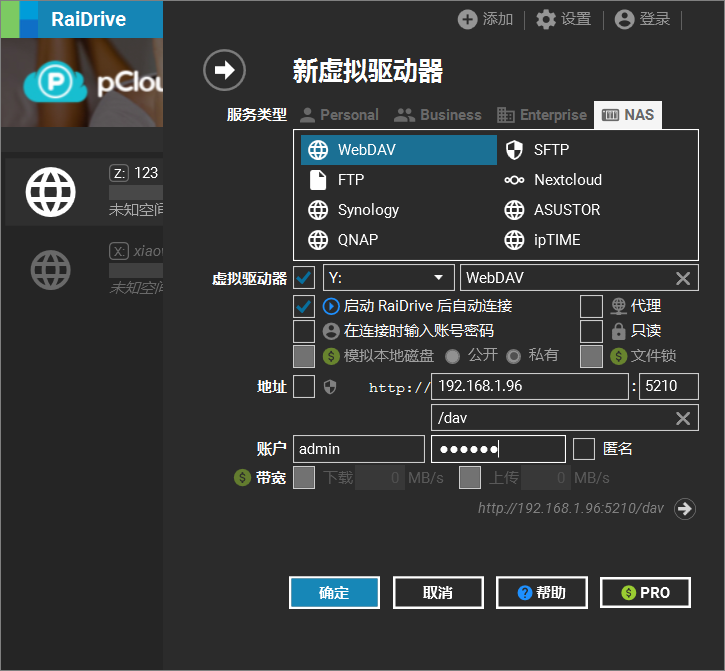 RaiDrive
添加 设置 登录
pClou
新虚拟驱动器
服务类型 Personal Business Enterprise NAS
WebDAV SFTP
FTP Nextcloud
Synology ASUSTOR
QNAP ipTIME
Z: 123
未知空间
X: xiaov
未知空间
虚拟驱动器 Y: WebDAV
启动 RaiDrive 后自动连接 代理
在连接时输入账号密码 只读
模拟本地磁盘 公开 私有 文件锁
地址 http:// 192.168.1.96 : 5210
/dav
账户 admin ●●●●●● 匿名
带宽 下载 0 MB/s 上传 0 MB/s
http://192.168.1.96:5210/dav
确定 取消 帮助 PRO